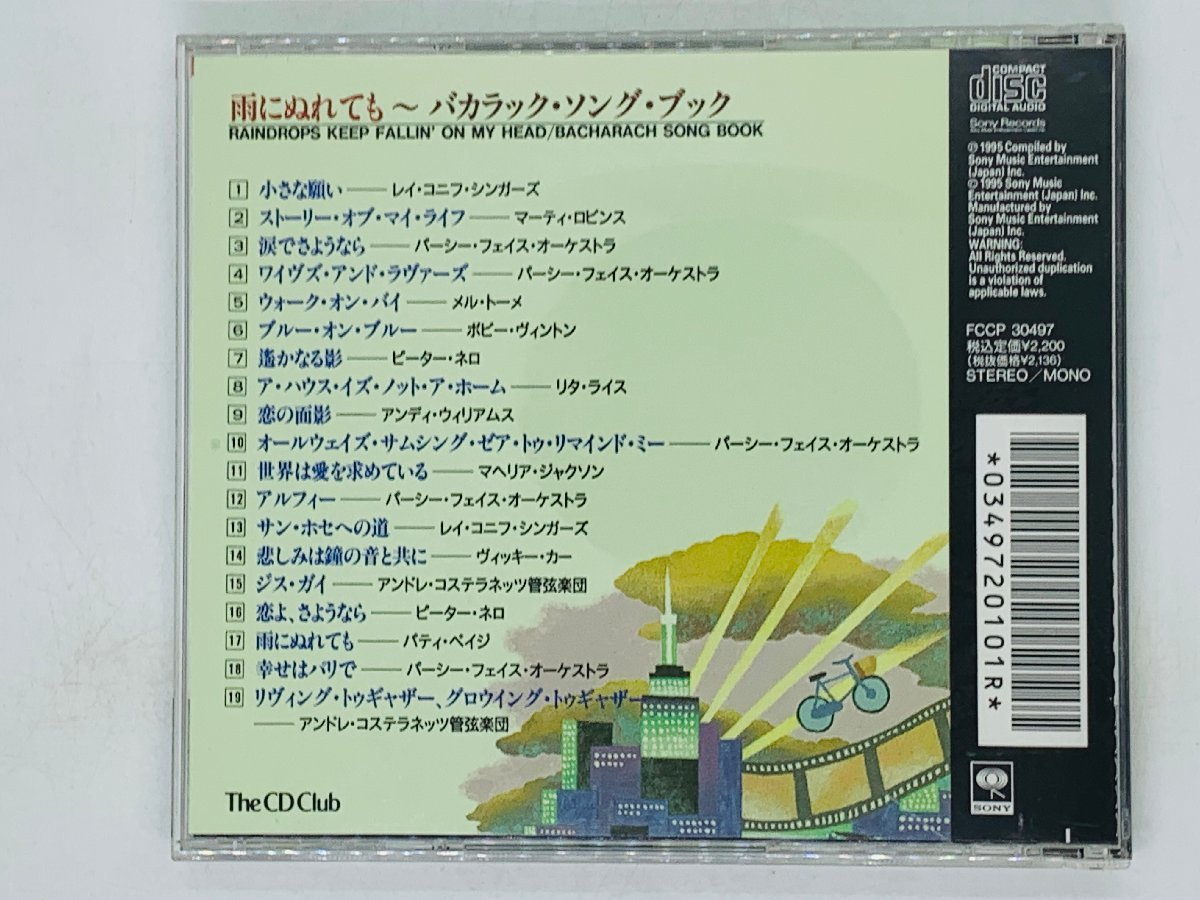 雨にぬれても～バカラック・ソング・ブック
RAINDROPS KEEP FALLIN' ON MY HEAD/BACHARACH SONG BOOK
1 小さな願い――レイ・コニフ・シンガーズ
2 ストーリー・オブ・マイ・ライフ――マーティ・ロビンス
3 涙でさようなら――パーシー・フェイス・オーケストラ
4 ワイヴズ・アンド・ラヴァーズ――パーシー・フェイス・オーケストラ
5 ウォーク・オン・バイ――メル・トーメ
6 ブルー・オン・ブルー――ボビー・ヴィントン
7 遙かなる影――ピーター・ネロ
8 ア・ハウス・イズ・ノット・ア・ホーム――リタ・ライス
9 恋の面影――アンディ・ウィリアムス
10 オールウェイズ・サムシング・ゼア・トゥ・リマインド・ミー――パーシー・フェイス・オーケストラ
11 世界は愛を求めている――マヘリア・ジャクソン
12 アルフィー――パーシー・フェイス・オーケストラ
13 サン・ホセへの道――レイ・コニフ・シンガーズ
14 悲しみは鐘の音と共に――ヴィッキー・カー
15 ジス・ガイ――アンドレ・コステラネッツ管弦楽団
16 恋よ、さようなら――ピーター・ネロ
17 雨にぬれても――パティ・ペイジ
18 幸せはパリで――パーシー・フェイス・オーケストラ
19 リヴィング・トゥギャザー、グロウイング・トゥギャザー
――アンドレ・コステラネッツ管弦楽団
The CD Club
COMPACT
disc
DIGITAL AUDIO
Sony Records
℗1995 Compiled by
Sony Music Entertainment
(Japan) Inc.
©1995 Sony Music
Entertainment (Japan) Inc.
Manufactured by
Sony Music Entertainment
(Japan) Inc.
WARNING:
All Rights Reserved.
Unauthorized duplication
is a violation of
applicable laws.
FCCP 30497
税込定価¥2,200
(税抜価格¥2,136)
STEREO/MONO
*0349720101R*
SONY